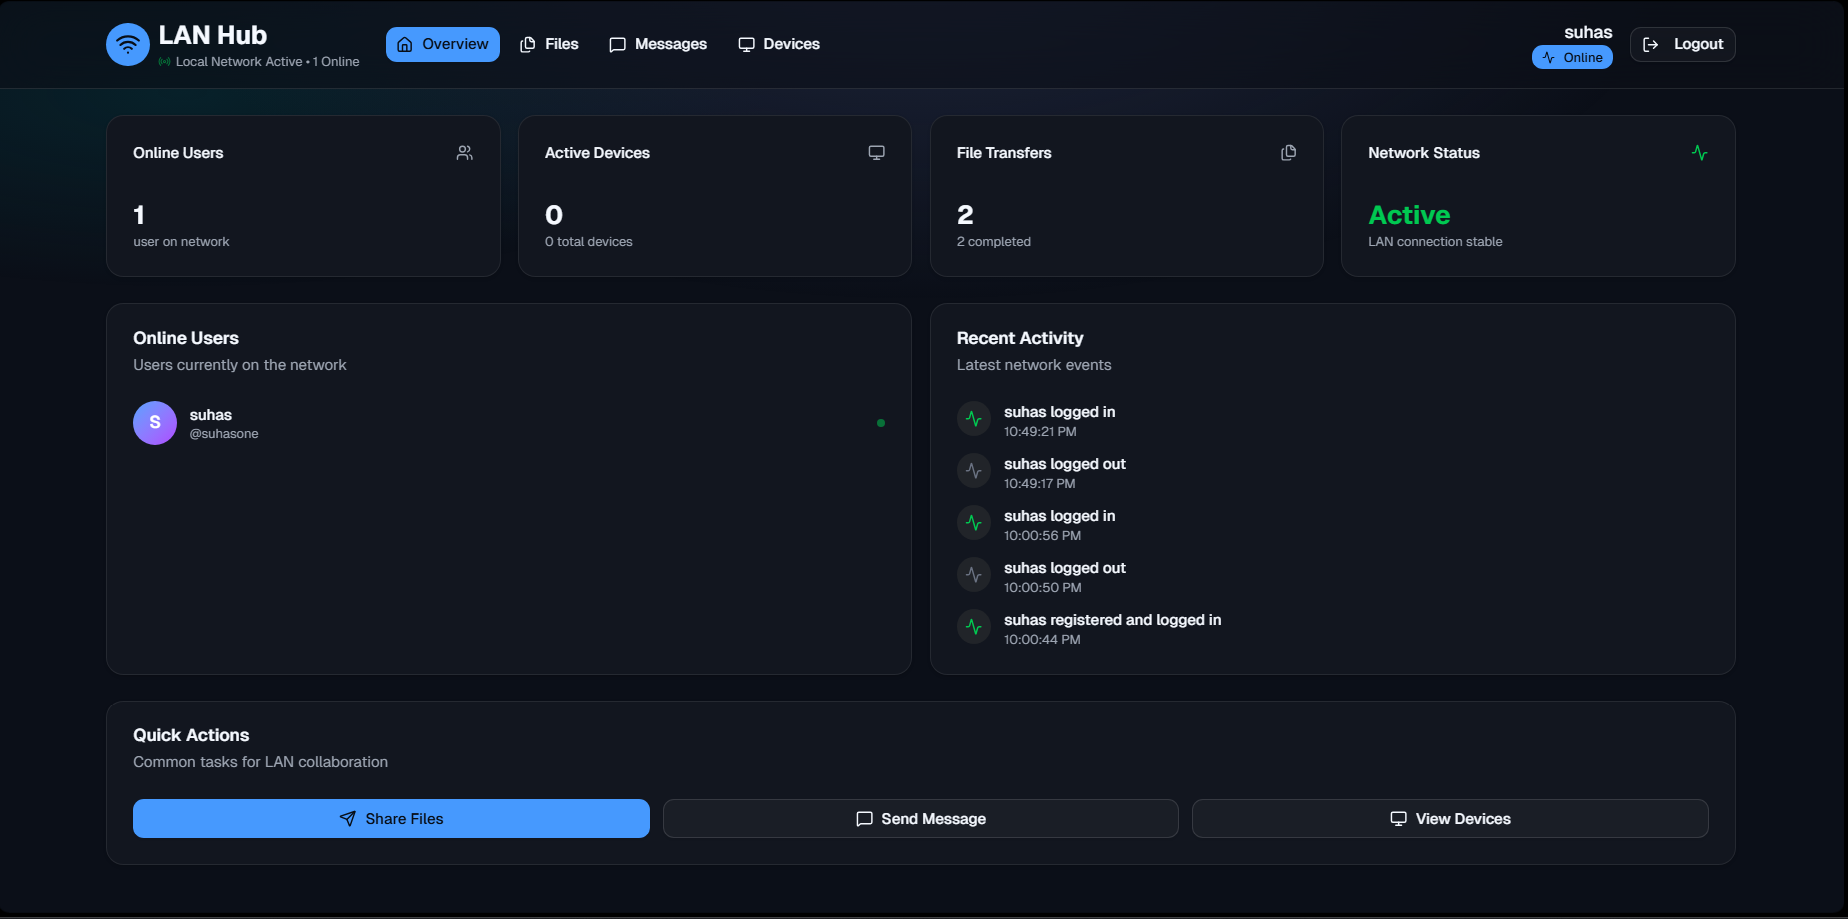 LAN Hub
Local Network Active • 1 Online
Overview
Files
Messages
Devices
suhas
Online
Logout
Online Users
1
user on network
Active Devices
0
0 total devices
File Transfers
2
2 completed
Network Status
Active
LAN connection stable
Online Users
Users currently on the network
S
suhas
@suhasone
Recent Activity
Latest network events
suhas logged in
10:49:21 PM
suhas logged out
10:49:17 PM
suhas logged in
10:00:56 PM
suhas logged out
10:00:50 PM
suhas registered and logged in
10:00:44 PM
Quick Actions
Common tasks for LAN collaboration
Share Files
Send Message
View Devices